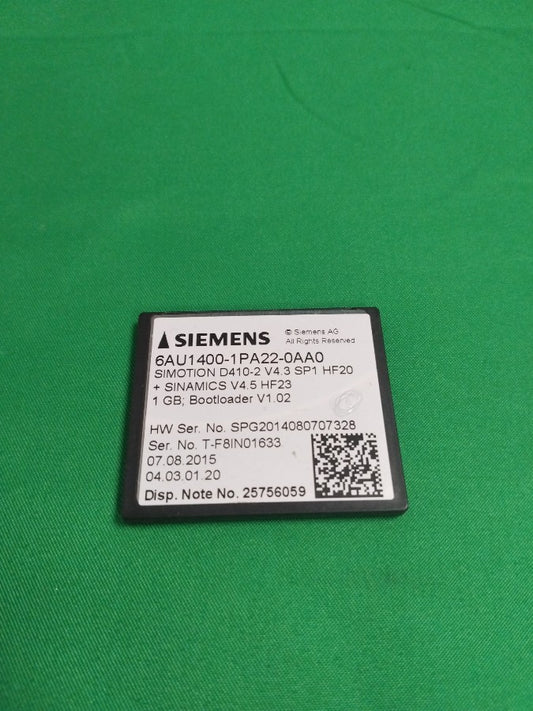 SIEMENS
© Siemens AG
All Rights Reserved
6AU1400-1PA22-0AA0
SIMOTION D410-2 V4.3 SP1 HF20
+ SINAMICS V4.5 HF23
1 GB; Bootloader V1.02
HW Ser. No. SPG2014080707328
Ser. No. T-F8IN01633
07.08.2015
04.03.01.20
Disp. Note No. 25756059